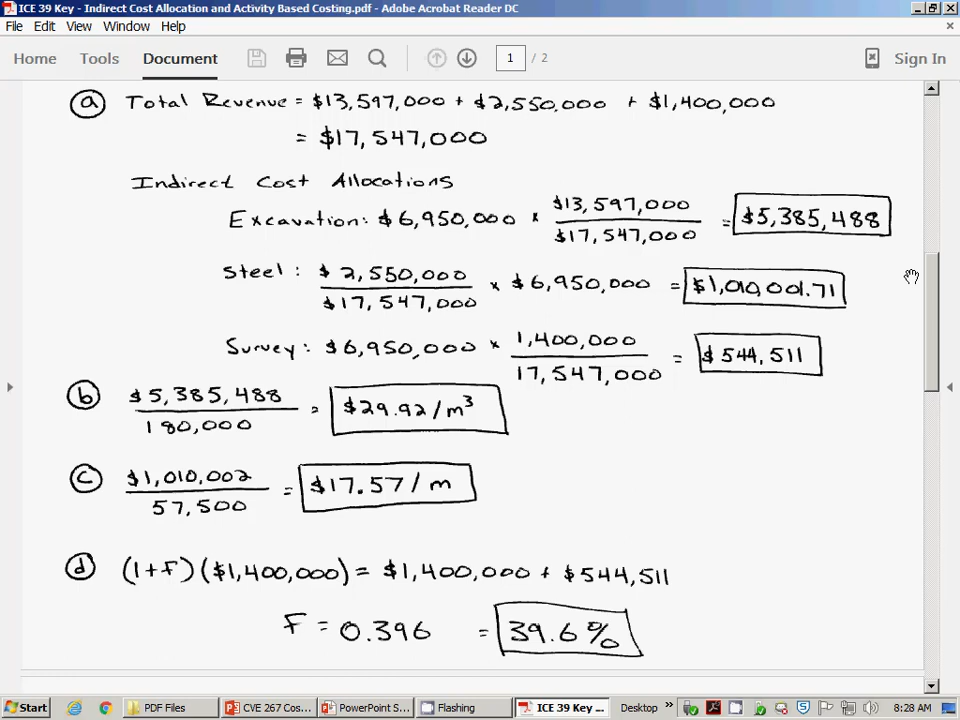 ICE 39 Key - Indirect Cost Allocation and Activity Based Costing.pdf - Adobe Acrobat Reader DC
File Edit View Window Help
Home Tools Document 1 / 2 Sign In
(a) Total Revenue = $13,597,000 + $2,550,000 + $1,400,000
= $17,547,000
Indirect Cost Allocations
Excavation: $6,950,000 × $13,597,000 / $17,547,000 = $5,385,488
Steel: $2,550,000 / $17,547,000 × $6,950,000 = $1,010,001.71
Survey: $6,950,000 × 1,400,000 / 17,547,000 = $544,511
(b) $5,385,488 / 180,000 = $29.92/m³
(c) $1,010,002 / 57,500 = $17.57/m
(d) (1+F)($1,400,000) = $1,400,000 + $544,511
F = 0.396 = 39.6%
Start PDF Files CVE 267 Cos... PowerPoint S... Flashing ICE 39 Key ... Desktop » 8:28 AM